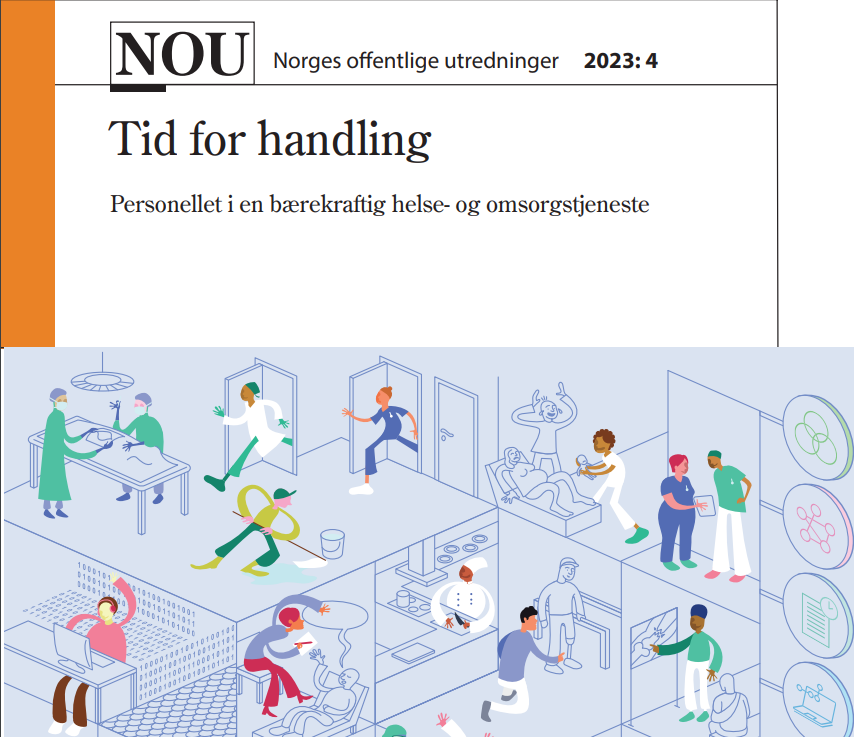 NOU Norges offentlige utredninger 2023: 4
Tid for handling
Personellet i en bærekraftig helse- og omsorgstjeneste